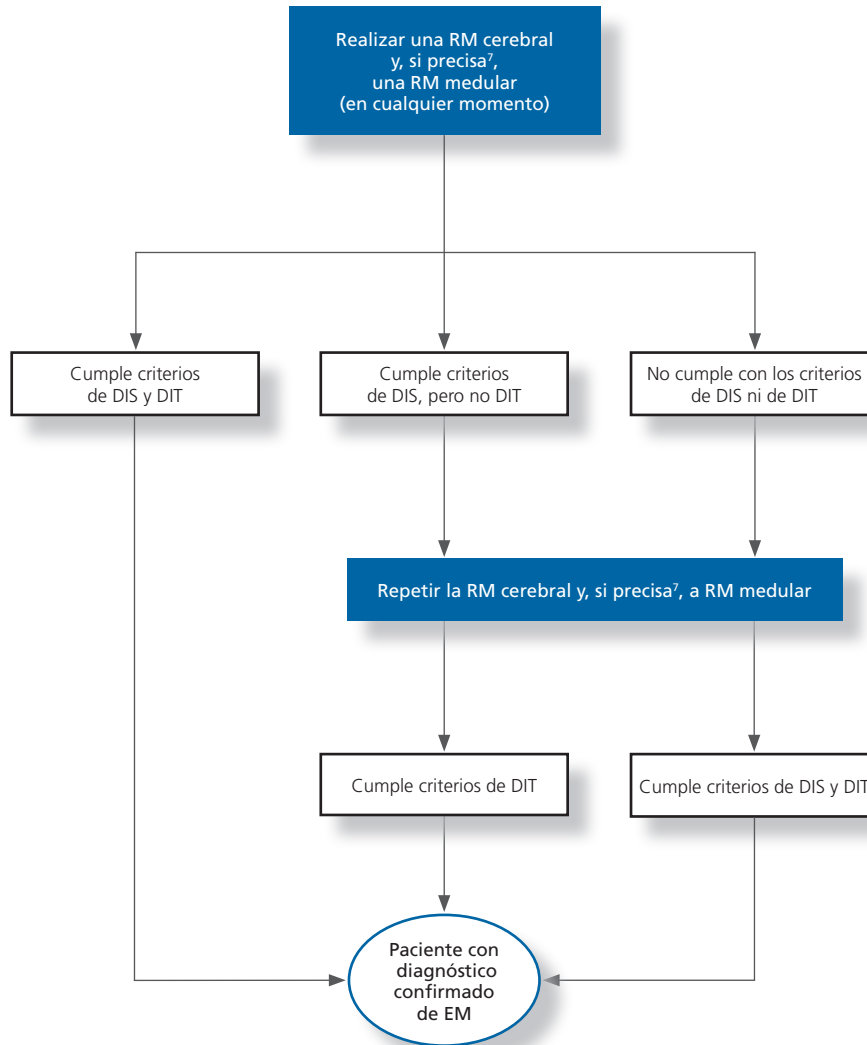 Realizar una RM cerebral
y, si precisa⁷,
una RM medular
(en cualquier momento)
Cumple criterios
de DIS y DIT
Cumple criterios
de DIS, pero no DIT
No cumple con los criterios
de DIS ni de DIT
Repetir la RM cerebral y, si precisa⁷, a RM medular
Cumple criterios de DIT
Cumple criterios de DIS y DIT
Paciente con
diagnóstico
confirmado
de EM